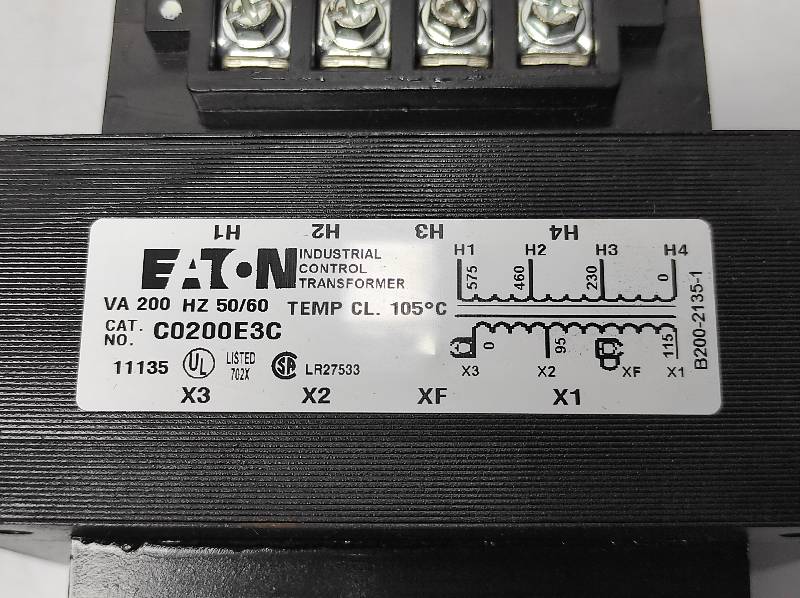 H1 H2 H3 H4
EATON INDUSTRIAL
CONTROL
TRANSFORMER
VA 200 HZ 50/60 TEMP CL. 105°C
CAT.
NO. C0200E3C
11135 UL LISTED
702X SA LR27533
X3 X2 XF X1
H1 H2 H3 H4
575 460 230 0
0 95 115
X3 X2 XF X1
B200-2135-1